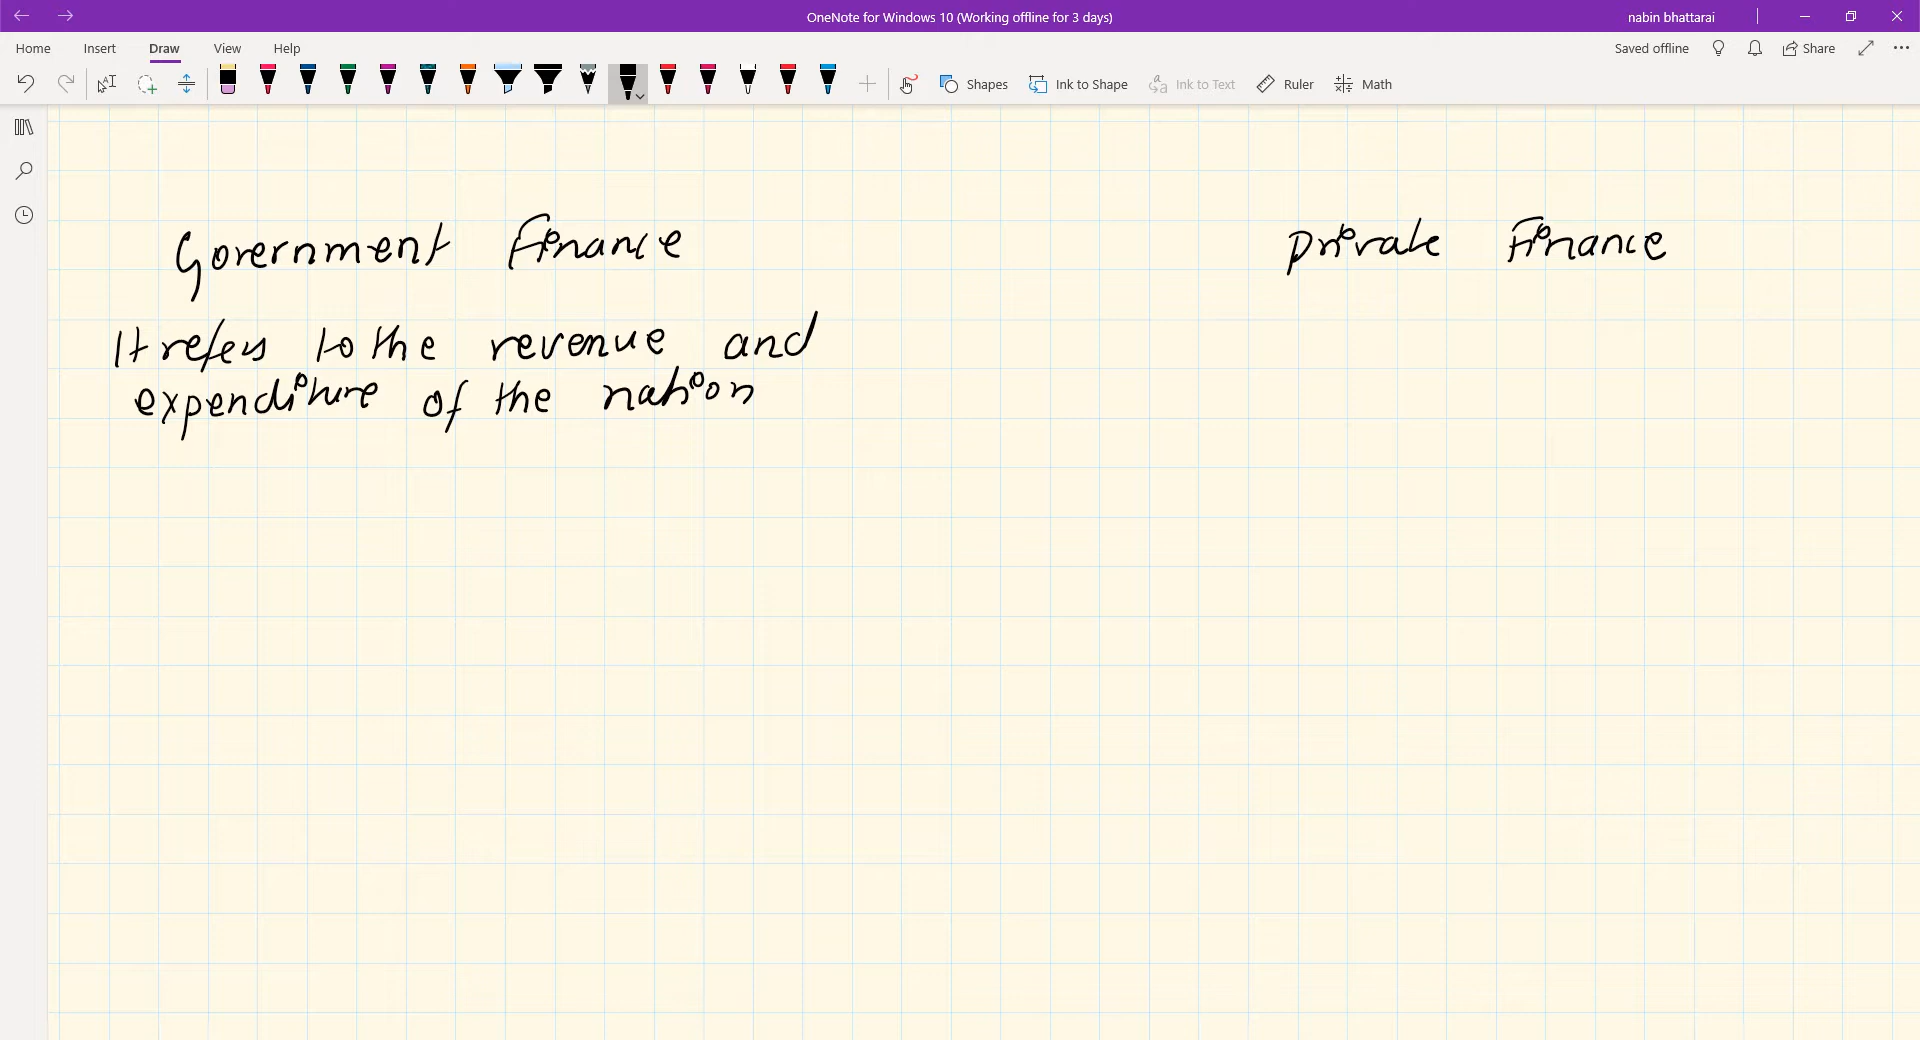 OneNote for Windows 10 (Working offline for 3 days)
nabin bhattarai
Home Insert Draw View Help
Saved offline Share
Shapes Ink to Shape Ink to Text Ruler Math
Government Finance Private Finance
It refers to the revenue and
expenditure of the nation